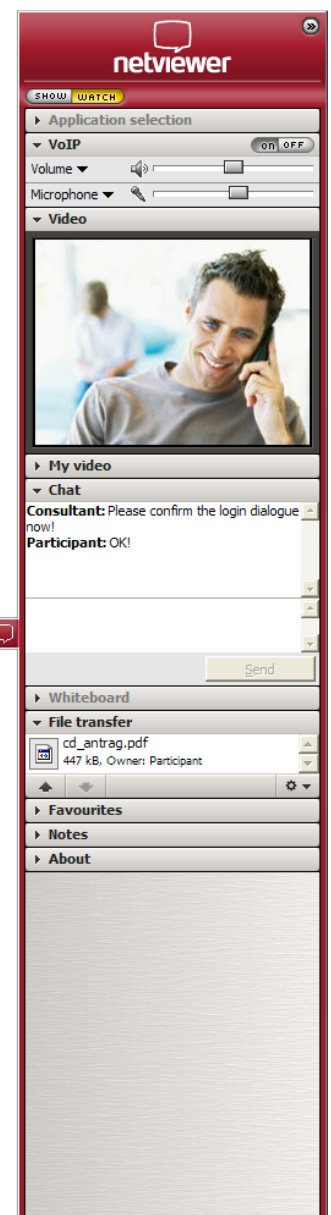 netviewer
SHOW WATCH
Application selection
VoIP on OFF
Volume
Microphone
Video
My video
Chat
Consultant: Please confirm the login dialogue
now!
Participant: OK!
Send
Whiteboard
File transfer
cd_antrag.pdf
447 kB, Owner: Participant
Favourites
Notes
About